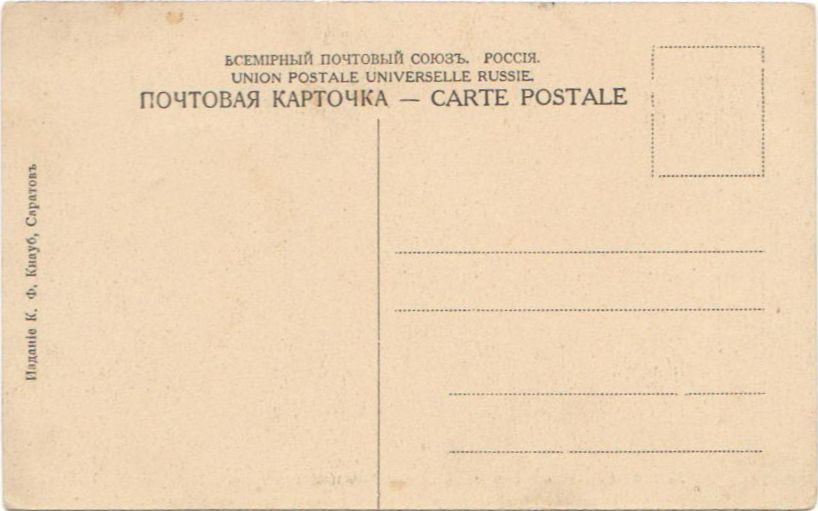 ВСЕМІРНЫЙ ПОЧТОВЫЙ СОЮЗЪ. РОССІЯ.
UNION POSTALE UNIVERSELLE RUSSIE.
ПОЧТОВАЯ КАРТОЧКА — CARTE POSTALE
Изданіе К. Ф. Кнауб, Саратовъ